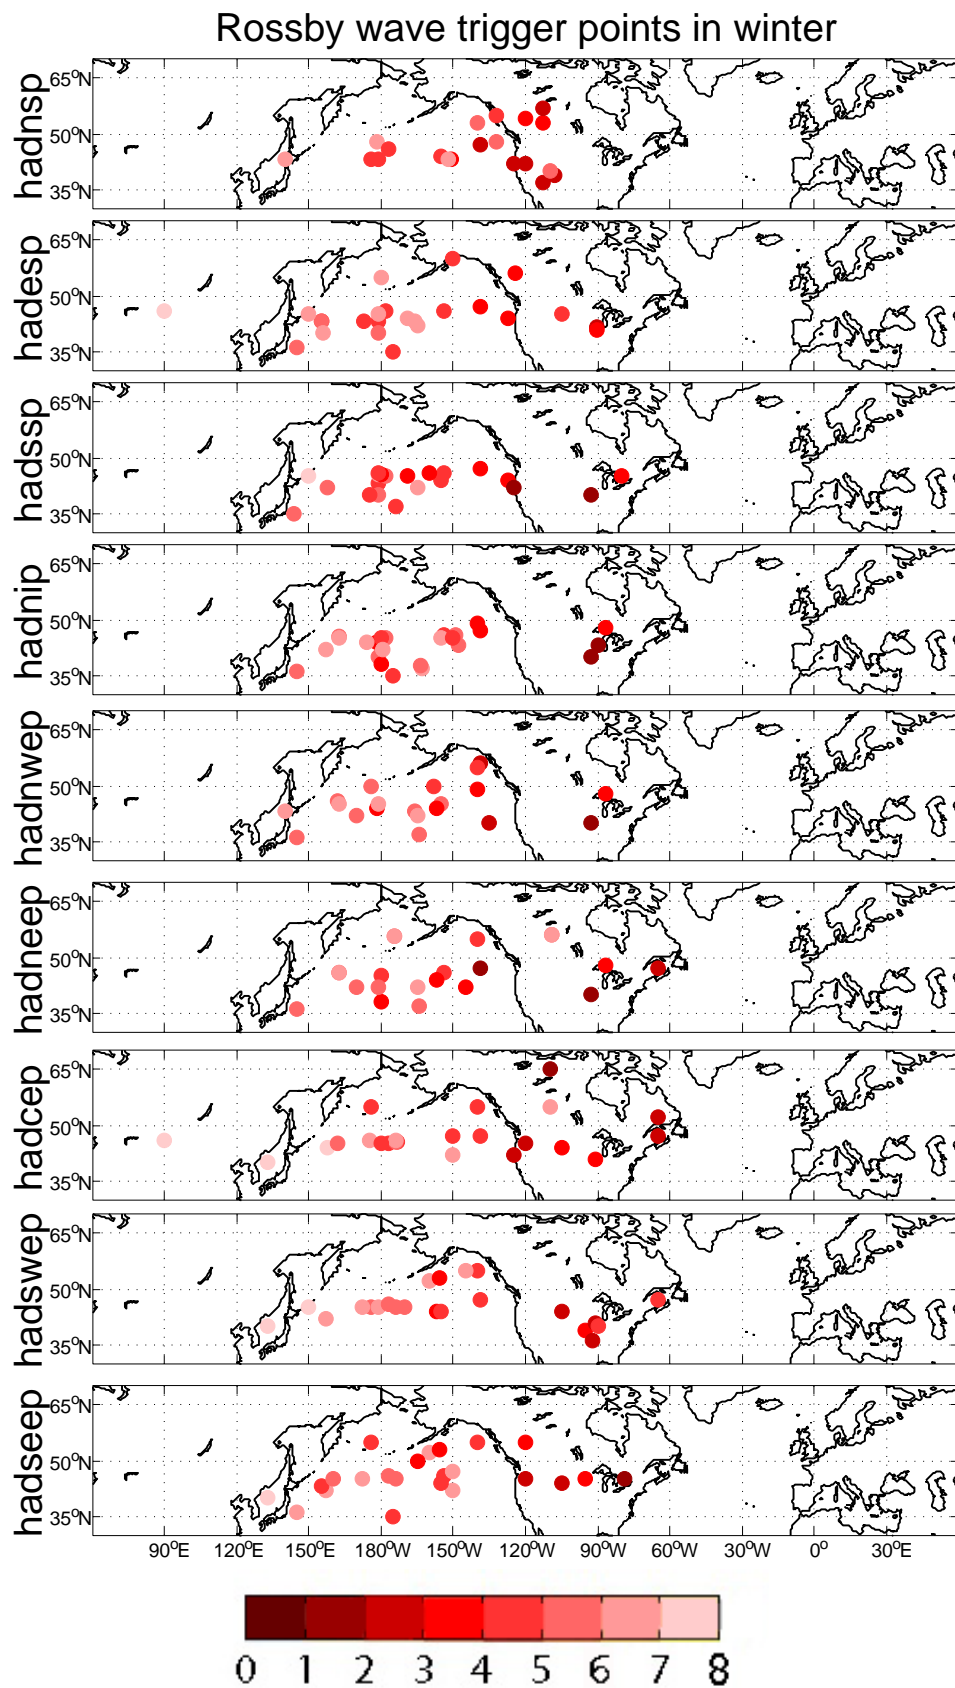 Rossby wave trigger points in winter
hadnsp
65°N
50°N
35°N
hadesp
65°N
50°N
35°N
hadssp
65°N
50°N
35°N
hadnip
65°N
50°N
35°N
hadnwep
65°N
50°N
35°N
hadneep
65°N
50°N
35°N
hadcep
65°N
50°N
35°N
hadswep
65°N
50°N
35°N
hadseep
65°N
50°N
35°N
90°E 120°E 150°E 180°W 150°W 120°W 90°W 60°W 30°W 0° 30°E
0 1 2 3 4 5 6 7 8